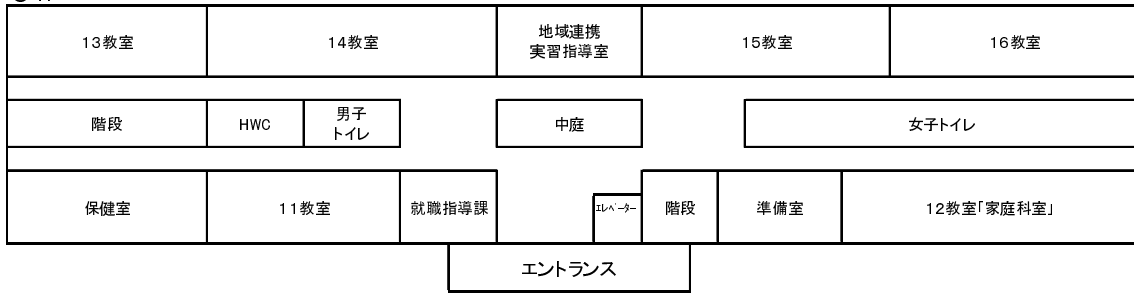 13教室
14教室
地域連携
実習指導室
15教室
16教室
階段
HWC
男子
トイレ
中庭
女子トイレ
保健室
11教室
就職指導課
エレベーター
階段
準備室
12教室「家庭科室」
エントランス